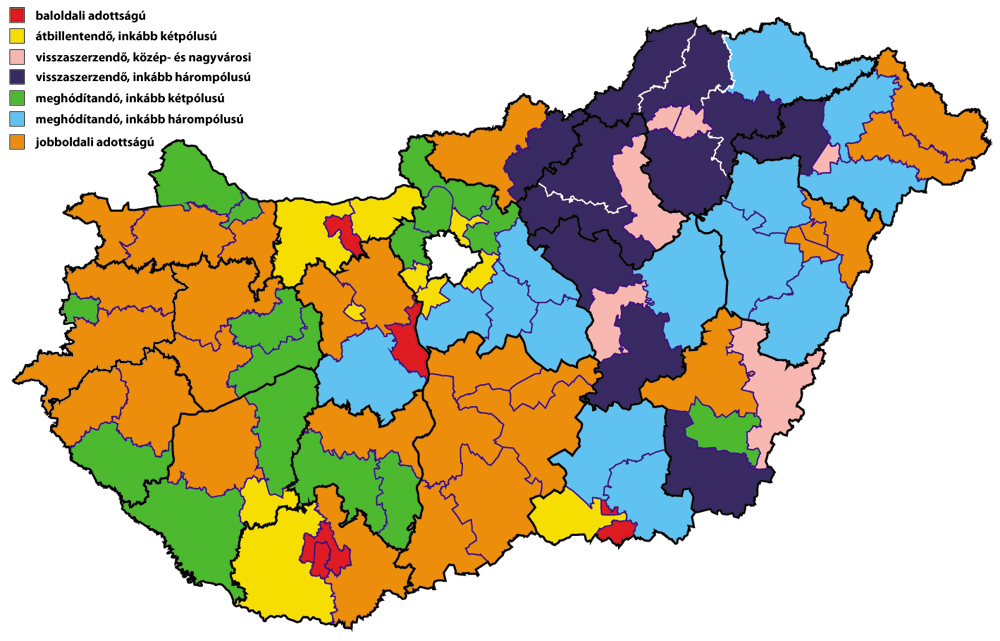 baloldali adottságú
átbillentendő, inkább kétpólusú
visszaszerzendő, közép- és nagyvárosi
visszaszerzendő, inkább hárompólusú
meghódítandó, inkább kétpólusú
meghódítandó, inkább hárompólusú
jobboldali adottságú